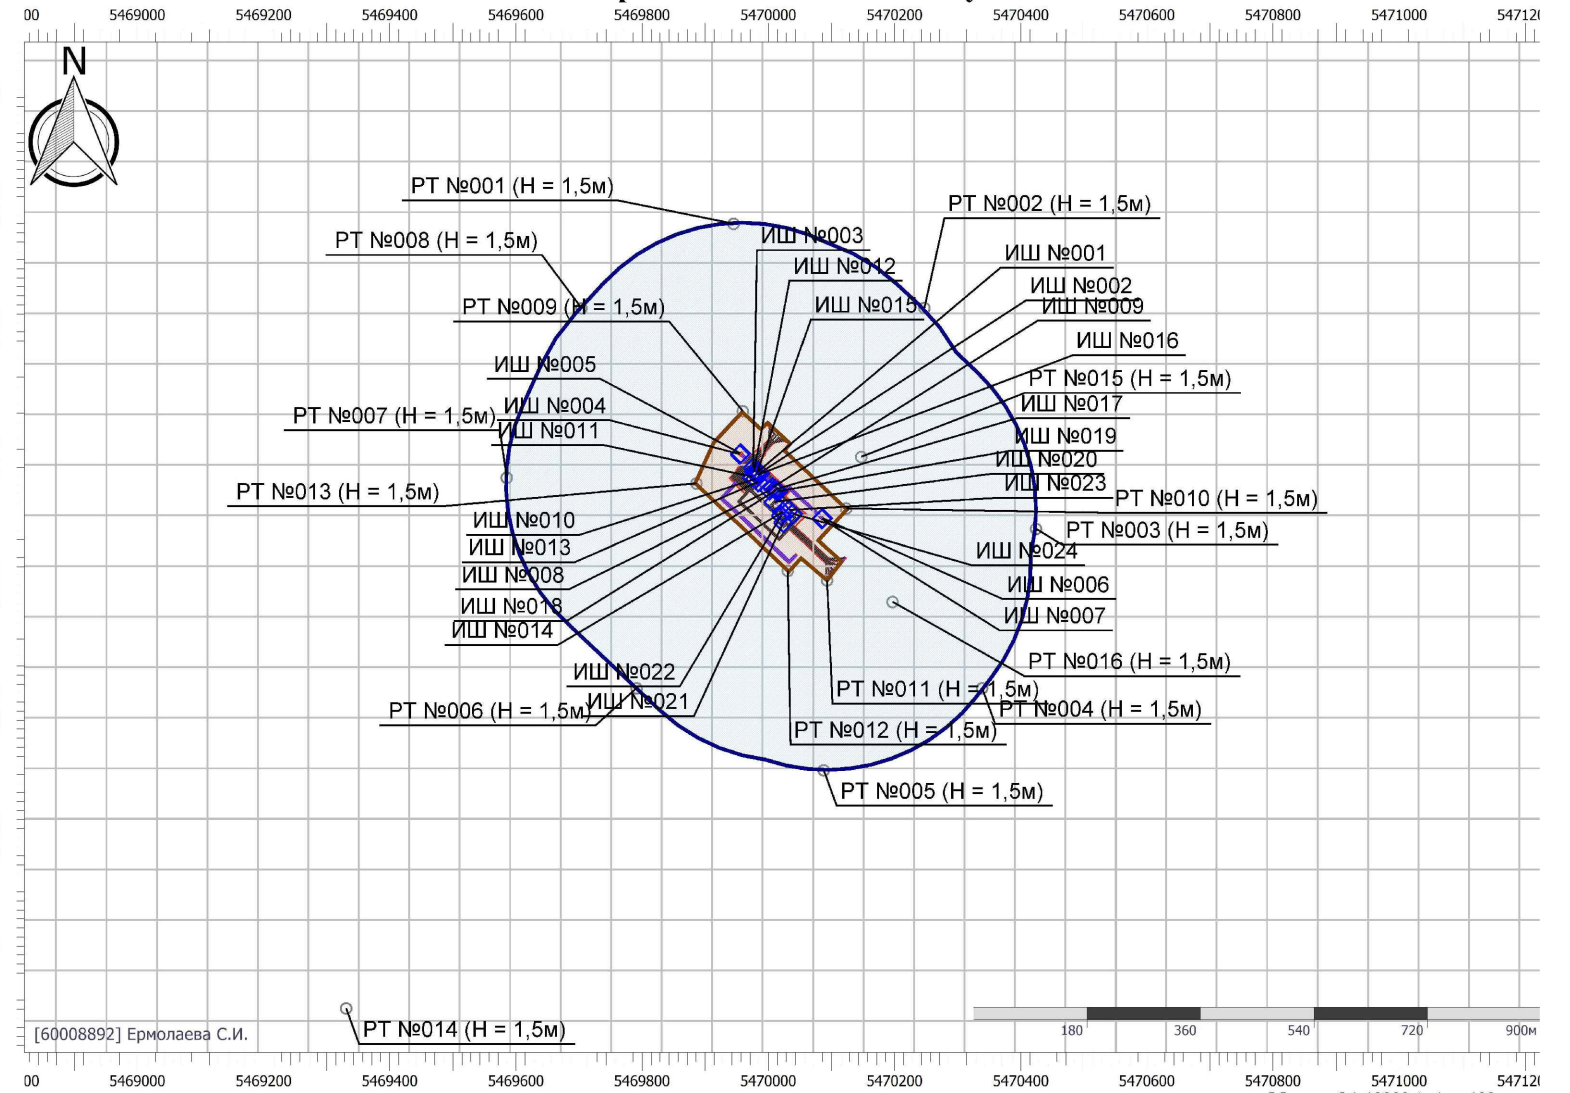 00 5469000 5469200 5469400 5469600 5469800 5470000 5470200 5470400 5470600 5470800 5471000
N
РТ №001 (Н = 1,5м)
РТ №002 (Н = 1,5м)
РТ №008 (Н = 1,5м)
ИШ №003
ИШ №001
ИШ №012
ИШ №002
РТ №009 (Н = 1,5м)
ИШ №015
ИШ №009
ИШ №016
ИШ №005
РТ №015 (Н = 1,5м)
ИШ №004
ИШ №017
РТ №007 (Н = 1,5м)
ИШ №011
ИШ №019
ИШ №020
ИШ №023
РТ №013 (Н = 1,5м)
РТ №010 (Н = 1,5м)
ИШ №010
РТ №003 (Н = 1,5м)
ИШ №013
ИШ №024
ИШ №008
ИШ №006
ИШ №018
ИШ №007
ИШ №014
РТ №016 (Н = 1,5м)
ИШ №022
РТ №011 (Н = 1,5м)
ИШ №021
РТ №006 (Н = 1,5м)
РТ №004 (Н = 1,5м)
РТ №012 (Н = 1,5м)
РТ №005 (Н = 1,5м)
РТ №014 (Н = 1,5м)
[60008892] Ермолаева С.И.
180 360 540 720 900м
00 5469000 5469200 5469400 5469600 5469800 5470000 5470200 5470400 5470600 5470800 5471000